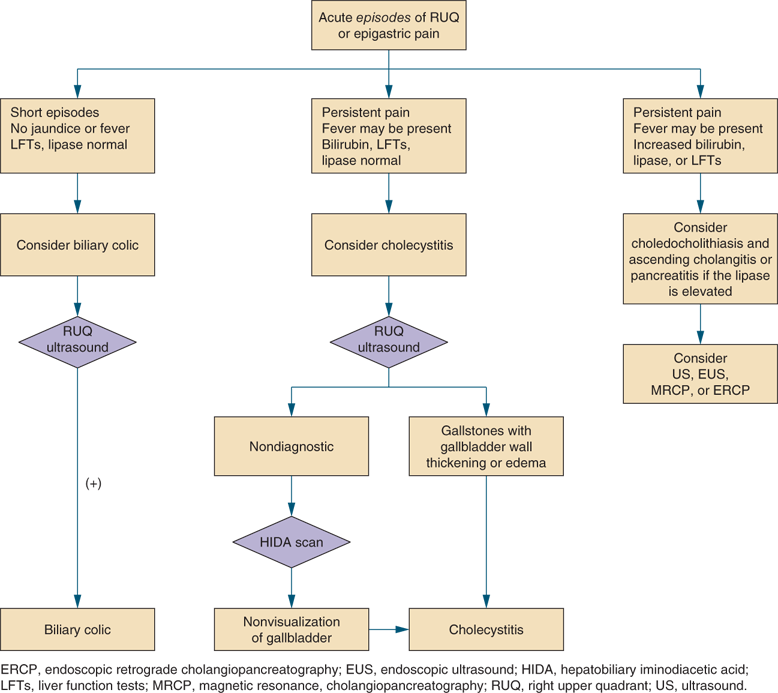 Acute episodes of RUQ
or epigastric pain
Short episodes
No jaundice or fever
LFTs, lipase normal
Persistent pain
Fever may be present
Bilirubin, LFTs,
lipase normal
Persistent pain
Fever may be present
Increased bilirubin,
lipase, or LFTs
Consider biliary colic
Consider cholecystitis
Consider
choledocholithiasis and
ascending cholangitis or
pancreatitis if the lipase
is elevated
RUQ
ultrasound
RUQ
ultrasound
Consider
US, EUS,
MRCP, or ERCP
Nondiagnostic
Gallstones with
gallbladder wall
thickening or edema
(+)
HIDA scan
Biliary colic
Nonvisualization
of gallbladder
Cholecystitis
ERCP, endoscopic retrograde cholangiopancreatography; EUS, endoscopic ultrasound; HIDA, hepatobiliary iminodiacetic acid;
LFTs, liver function tests; MRCP, magnetic resonance, cholangiopancreatography; RUQ, right upper quadrant; US, ultrasound.